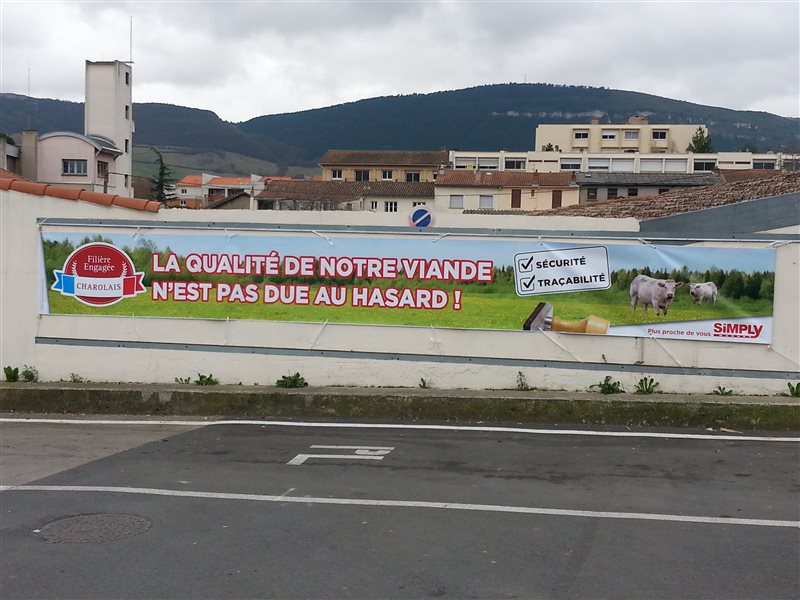 Filière
Engagée
CHAROLAIS
LA QUALITÉ DE NOTRE VIANDE
N'EST PAS DUE AU HASARD !
SÉCURITÉ
TRAÇABILITÉ
Plus proche de vous
SiMPLY
MARKET